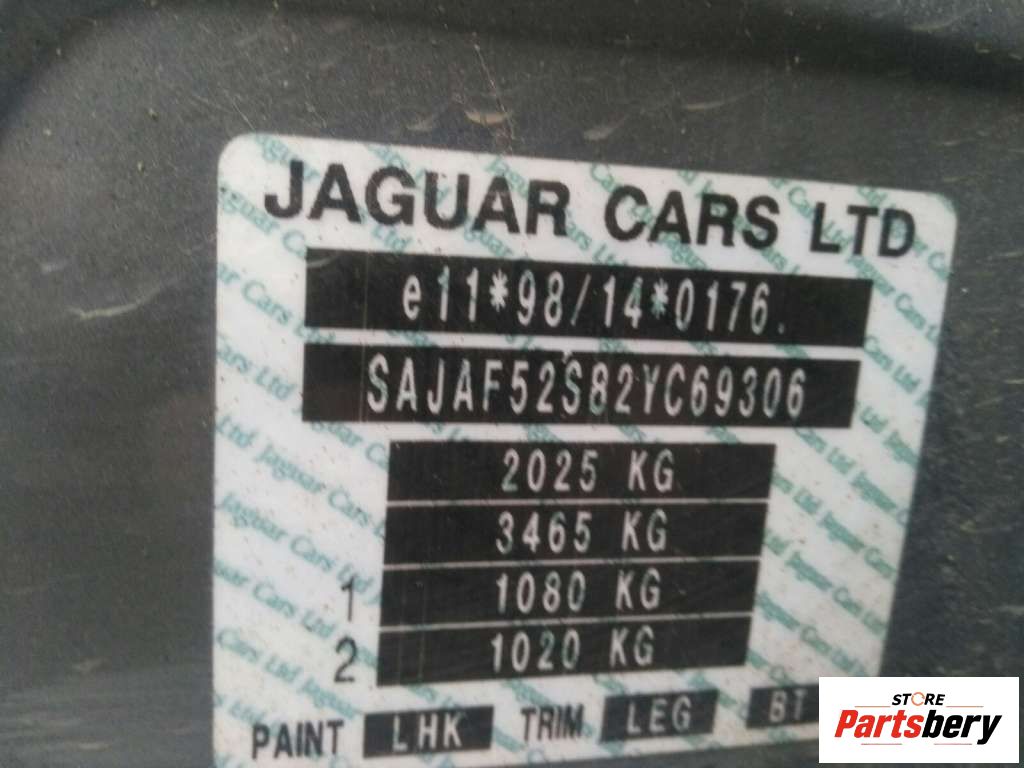 JAGUAR CARS LTD
e11*98/14*0176.
SAJAF52S82YC69306
2025 KG
3465 KG
1 1080 KG
2 1020 KG
PAINT LHK TRIM LEG BT
STORE
Partsbery